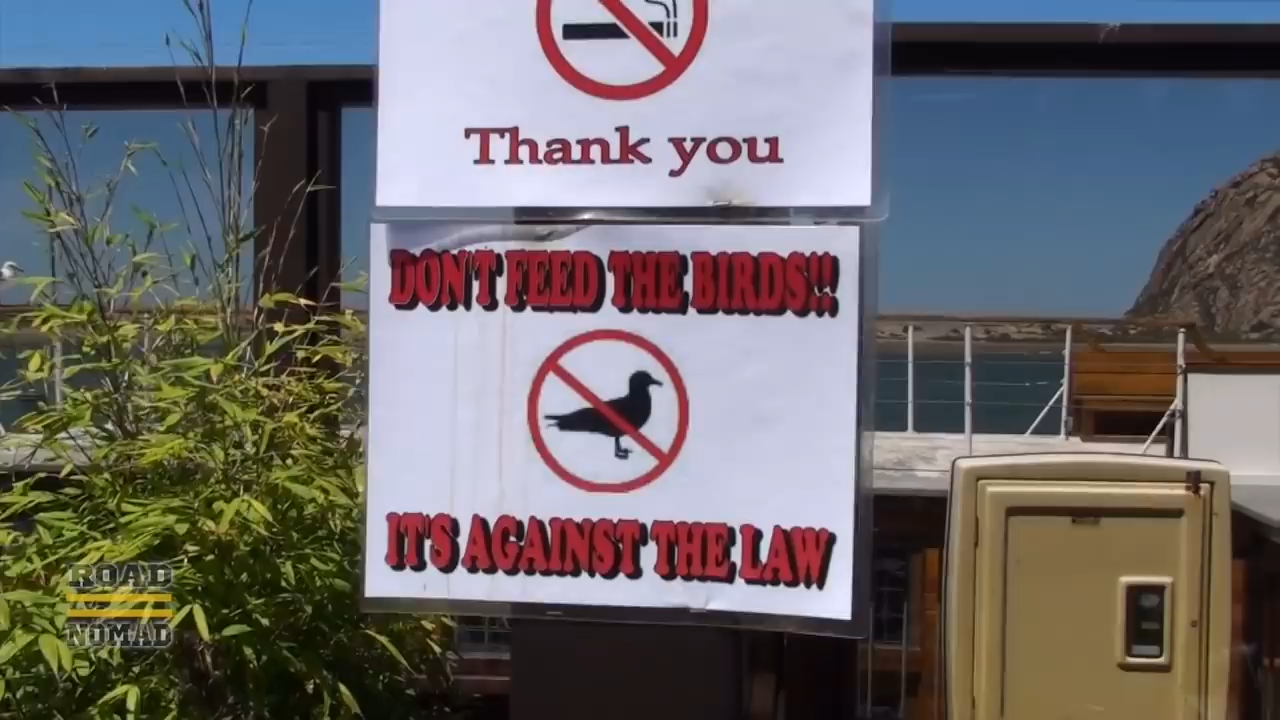 Thank you
DON'T FEED THE BIRDS!!
IT'S AGAINST THE LAW
ROAD
NOMAD